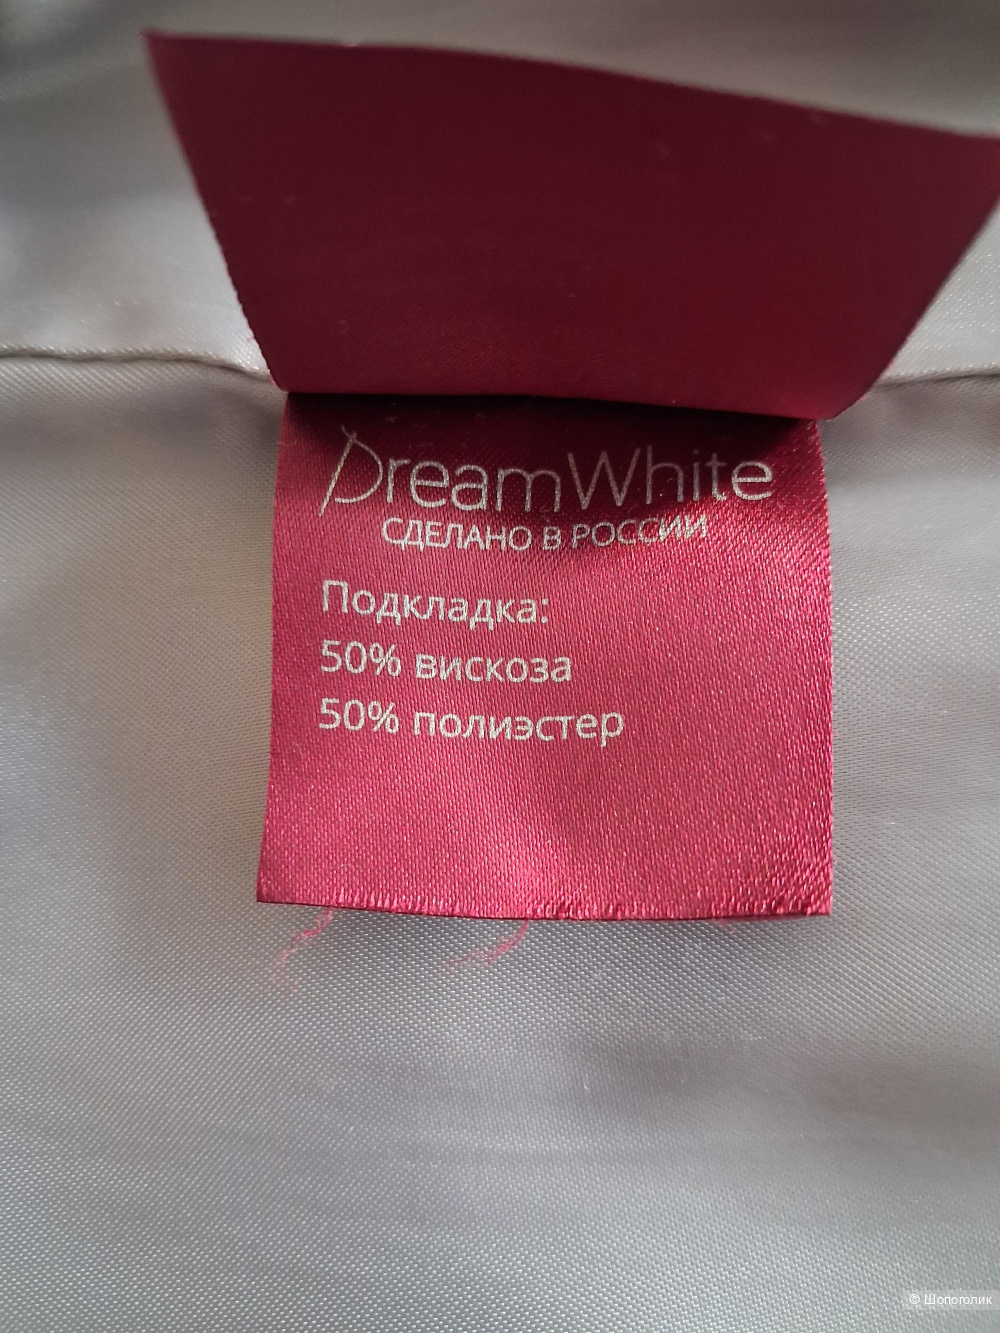 DreamWhite
СДЕЛАНО В РОССИИ
Подкладка:
50% вискоза
50% полиэстер
© Шопоголик